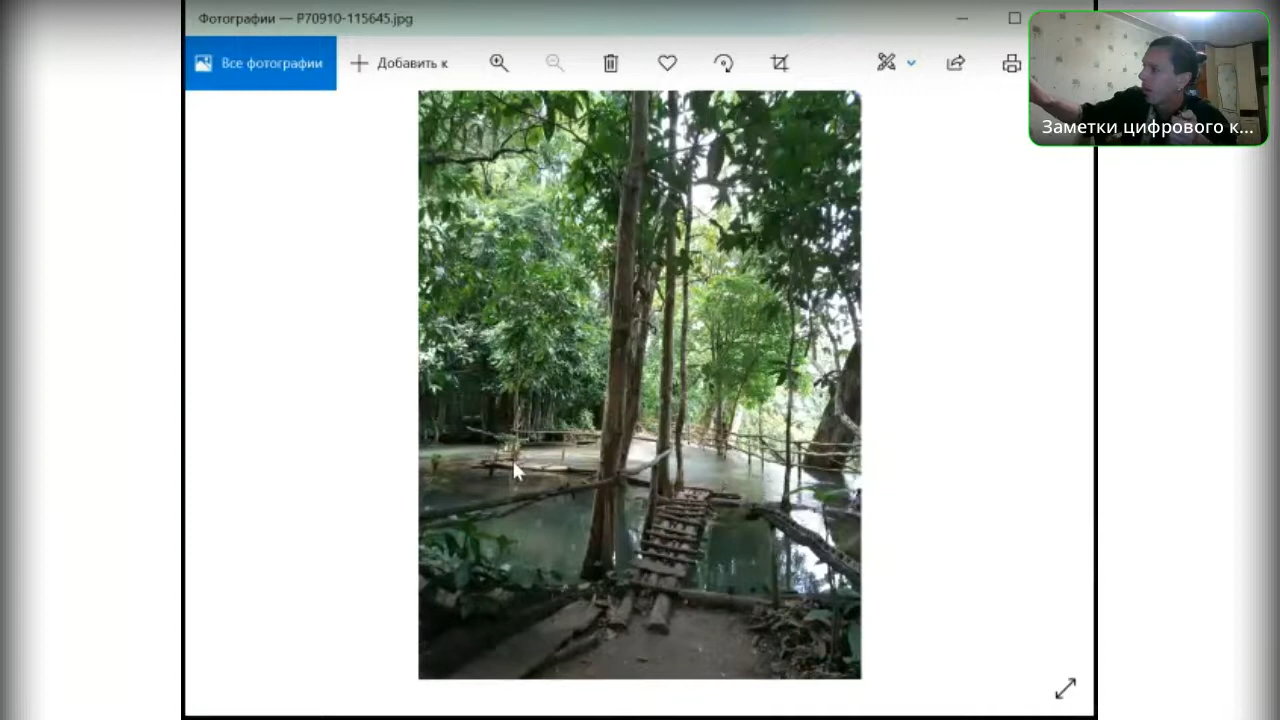 Фотографии — P70910-115645.jpg
Все фотографии
Добавить к
Заметки цифрового к...